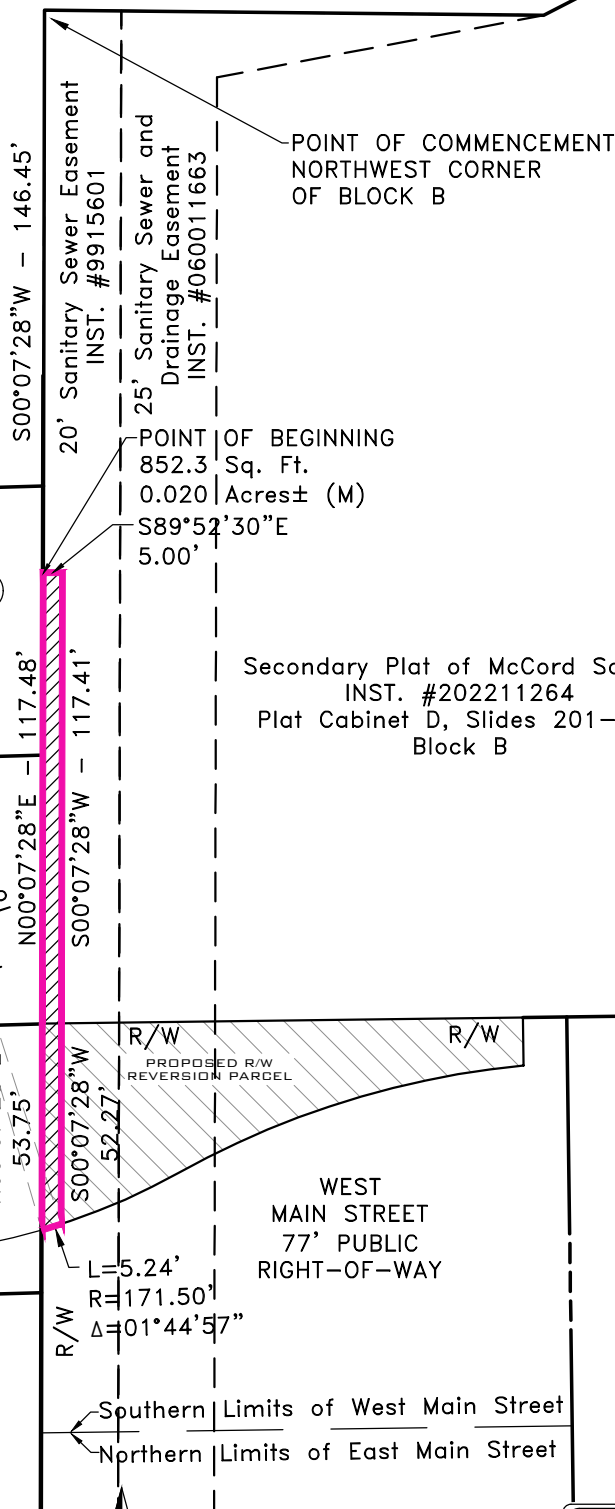 POINT OF COMMENCEMENT
NORTHWEST CORNER
OF BLOCK B
S00°07'28"W - 146.45'
20' Sanitary Sewer Easement
INST. #9915601
25' Sanitary Sewer and
Drainage Easement
INST. #060011663
POINT OF BEGINNING
852.3 Sq. Ft.
0.020 Acres± (M)
S89°52'30"E
5.00'
N00°07'28"E - 117.48'
S00°07'28"W - 117.41'
Secondary Plat of McCord
INST. #202211264
Plat Cabinet D, Slides 201-
Block B
R/W
R/W
PROPOSED R/W
REVERSION PARCEL
53.75'
S00°07'28"W
52.27'
WEST
MAIN STREET
77' PUBLIC
RIGHT-OF-WAY
L=5.24'
R=171.50'
Δ=01°44'57"
R/W
Southern Limits of West Main Street
Northern Limits of East Main Street